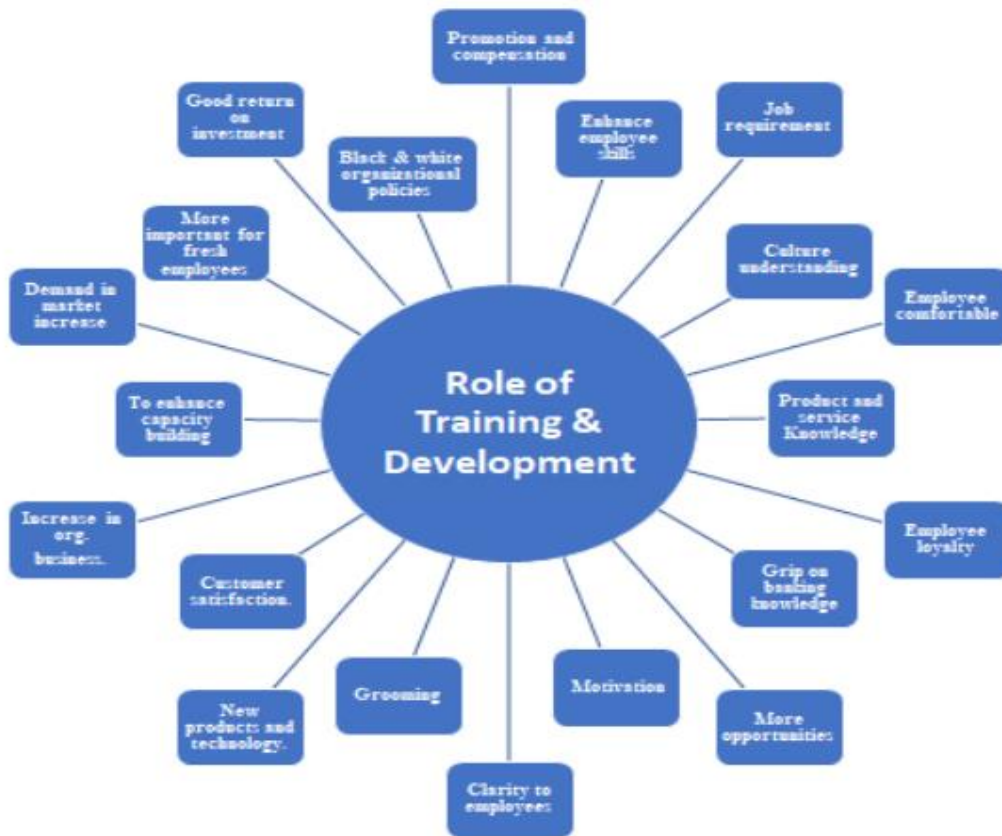 Promotion and
compensation
Good return
on
investment
Enhance
employee
skills
Job
requirement
Black & white
organizational
policies
More
important for
fresh
employees
Culture
understanding
Demand in
market
increase
Employee
comfortable
Role of
Training &
Development
To enhance
capacity
building
Product and
service
Knowledge
Increase in
org.
business.
Employee
loyalty
Customer
satisfaction.
Grip on
banking
knowledge
Grooming
Motivation
New
products and
technology.
More
opportunities
Clarity to
employees